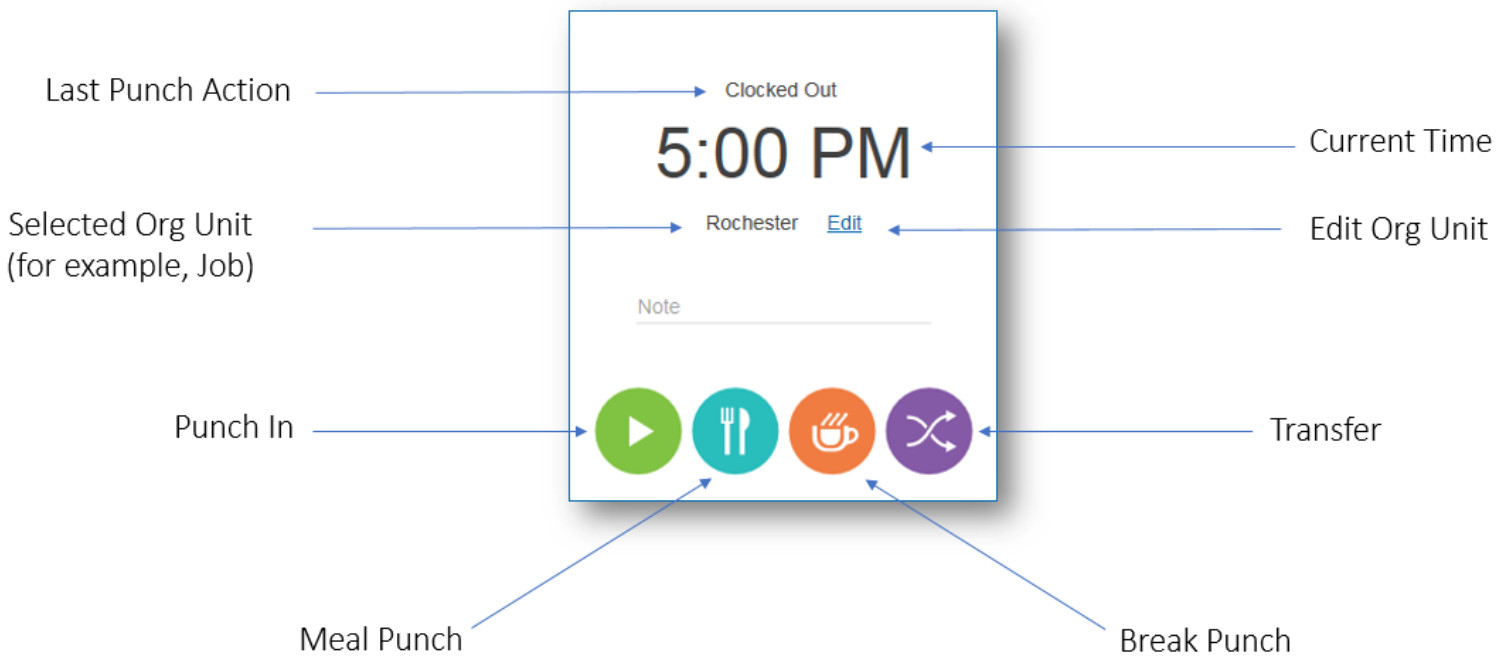 Last Punch Action
Clocked Out
5:00 PM
Current Time
Selected Org Unit
(for example, Job)
Rochester Edit
Edit Org Unit
Note
Punch In
Transfer
Meal Punch
Break Punch